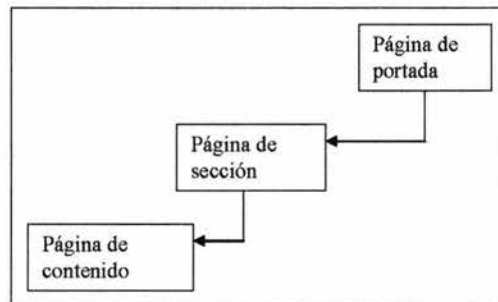 Página de
portada
Página de
sección
Página de
contenido